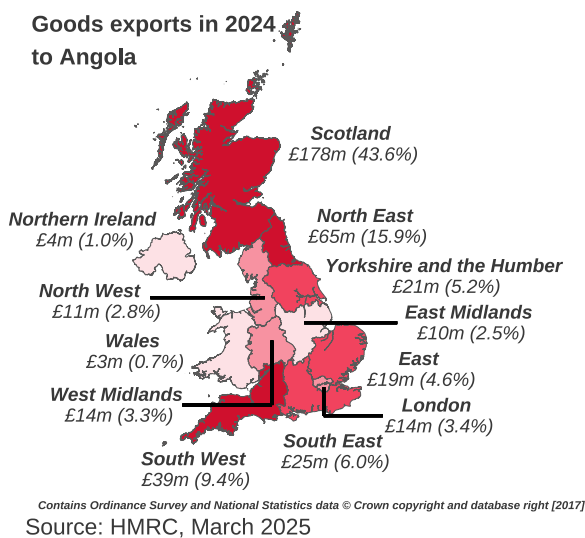 Goods exports in 2024
to Angola
Scotland
£178m (43.6%)
Northern Ireland
£4m (1.0%)
North East
£65m (15.9%)
Yorkshire and the Humber
£21m (5.2%)
North West
£11m (2.8%)
East Midlands
£10m (2.5%)
Wales
£3m (0.7%)
East
£19m (4.6%)
West Midlands
£14m (3.3%)
London
£14m (3.4%)
South East
£25m (6.0%)
South West
£39m (9.4%)
Contains Ordinance Survey and National Statistics data © Crown copyright and database right [2017]
Source: HMRC, March 2025